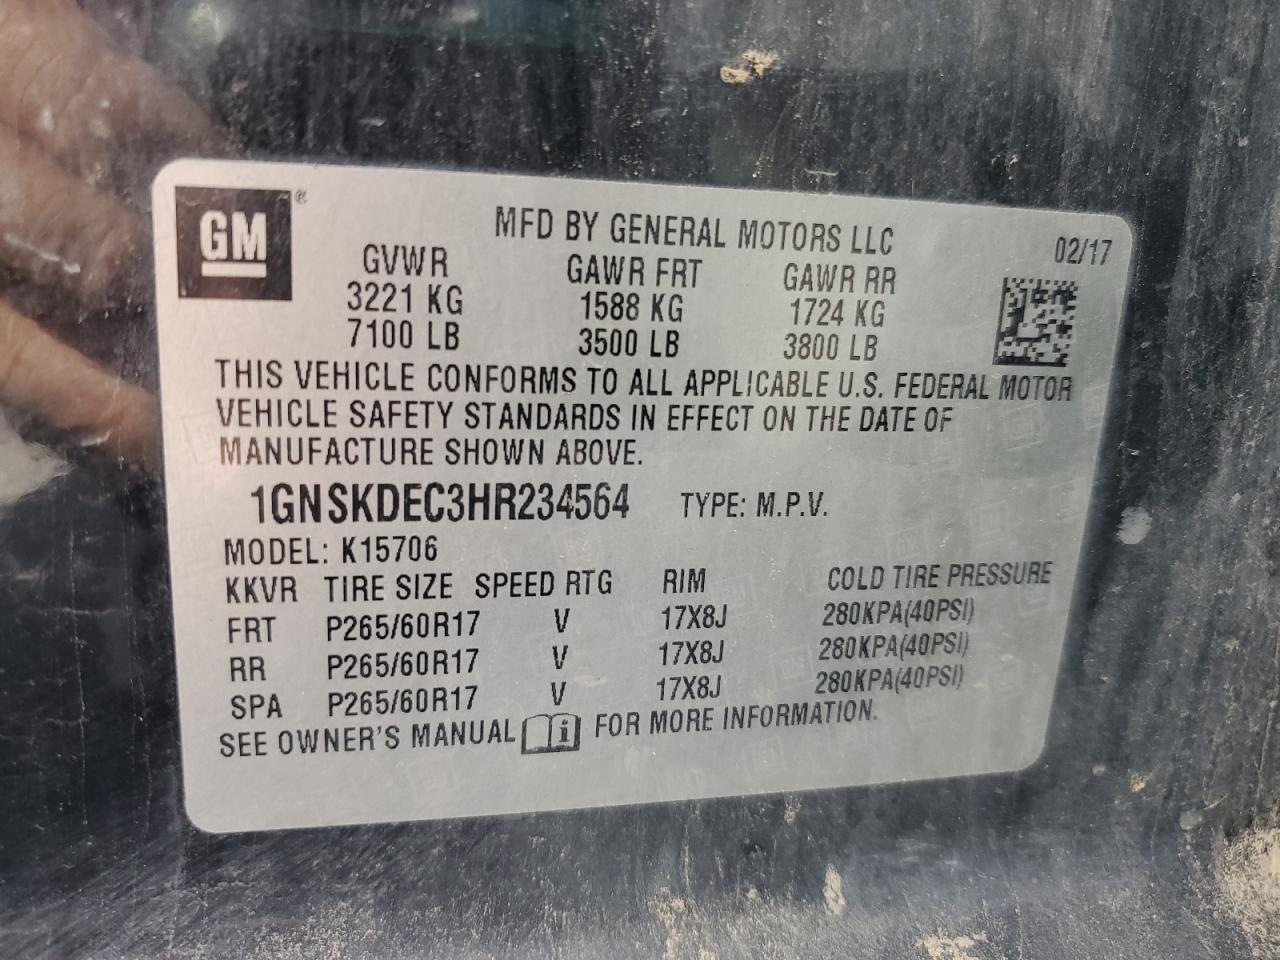 GM ®
MFD BY GENERAL MOTORS LLC 02/17
GVWR GAWR FRT GAWR RR
3221 KG 1588 KG 1724 KG
7100 LB 3500 LB 3800 LB
THIS VEHICLE CONFORMS TO ALL APPLICABLE U.S. FEDERAL MOTOR
VEHICLE SAFETY STANDARDS IN EFFECT ON THE DATE OF
MANUFACTURE SHOWN ABOVE.
1GNSKDEC3HR234564 TYPE: M.P.V.
MODEL: K15706
KKVR TIRE SIZE SPEED RTG RIM COLD TIRE PRESSURE
FRT P265/60R17 V 17X8J 280KPA(40PSI)
RR P265/60R17 V 17X8J 280KPA(40PSI)
SPA P265/60R17 V 17X8J 280KPA(40PSI)
SEE OWNER'S MANUAL i FOR MORE INFORMATION.